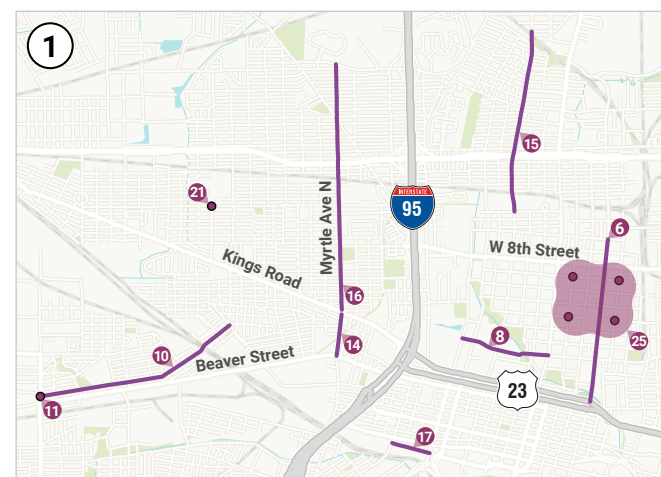 1
15
21
INTERSTATE
95
Myrtle Ave N
6
W 8th Street
Kings Road
16
25
8
14
10
Beaver Street
23
11
17